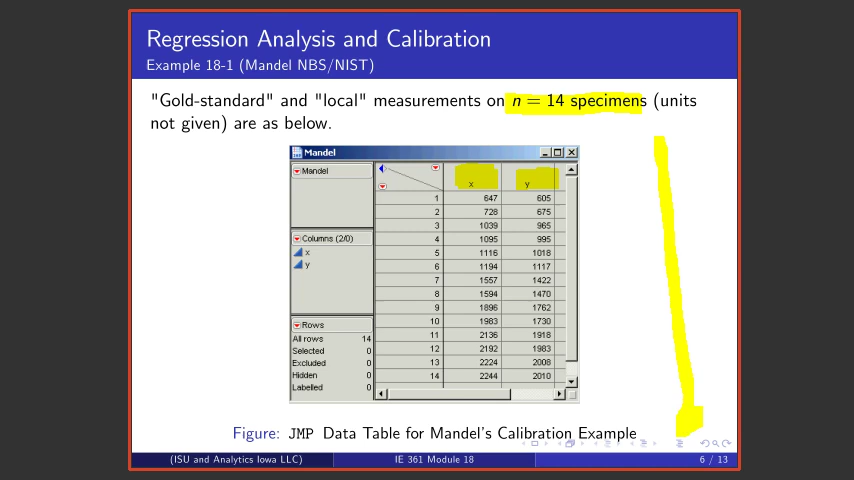 Regression Analysis and Calibration
Example 18-1 (Mandel NBS/NIST)
"Gold-standard" and "local" measurements on n = 14 specimens (units
not given) are as below.
Mandel
Mandel
x y
Columns (2/0)
x
y
Rows
All rows 14
Selected 0
Excluded 0
Hidden 0
Labelled 0
1 647 605
2 728 675
3 1039 965
4 1095 995
5 1116 1018
6 1194 1117
7 1557 1422
8 1594 1470
9 1896 1762
10 1983 1730
11 2136 1918
12 2192 1983
13 2224 2008
14 2244 2010
Figure: JMP Data Table for Mandel's Calibration Example
(ISU and Analytics Iowa LLC) IE 361 Module 18 6 / 13